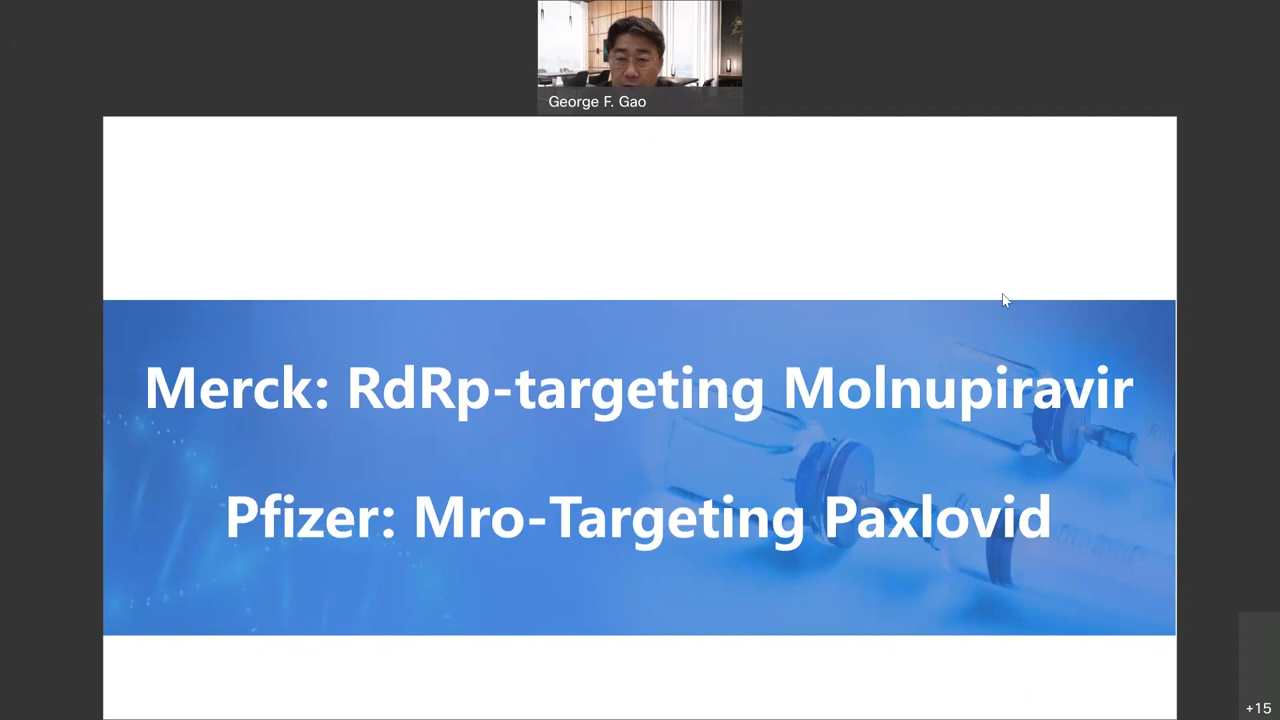 George F. Gao
Merck: RdRp-targeting Molnupiravir
Pfizer: Mro-Targeting Paxlovid
+15